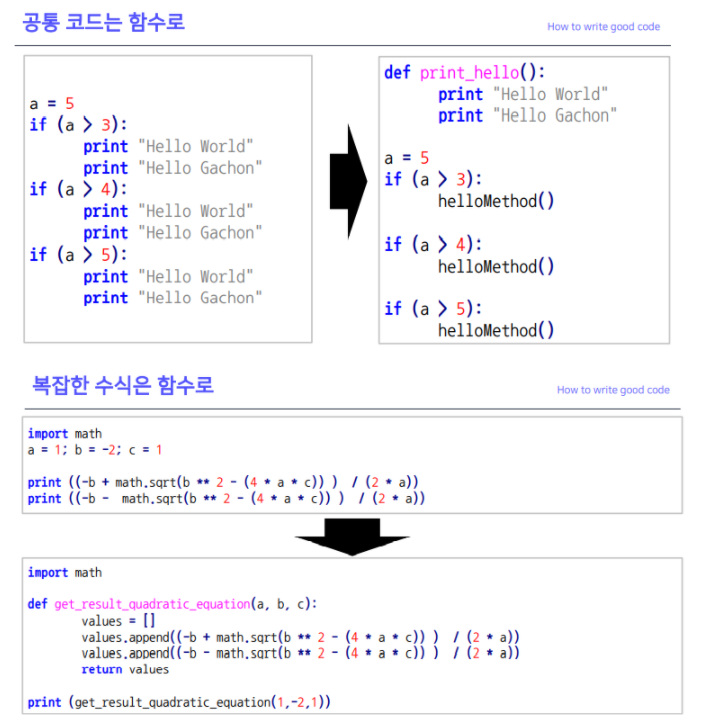 공통 코드는 함수로
How to write good code
a = 5
if (a > 3):
print "Hello World"
print "Hello Gachon"
if (a > 4):
print "Hello World"
print "Hello Gachon"
if (a > 5):
print "Hello World"
print "Hello Gachon"
def print_hello():
print "Hello World"
print "Hello Gachon"
a = 5
if (a > 3):
helloMethod()
if (a > 4):
helloMethod()
if (a > 5):
helloMethod()
복잡한 수식은 함수로
How to write good code
import math
a = 1; b = -2; c = 1
print ((-b + math.sqrt(b ** 2 - (4 * a * c)) ) / (2 * a))
print ((-b - math.sqrt(b ** 2 - (4 * a * c)) ) / (2 * a))
import math
def get_result_quadratic_equation(a, b, c):
values = []
values.append((-b + math.sqrt(b ** 2 - (4 * a * c)) ) / (2 * a))
values.append((-b - math.sqrt(b ** 2 - (4 * a * c)) ) / (2 * a))
return values
print (get_result_quadratic_equation(1,-2,1))